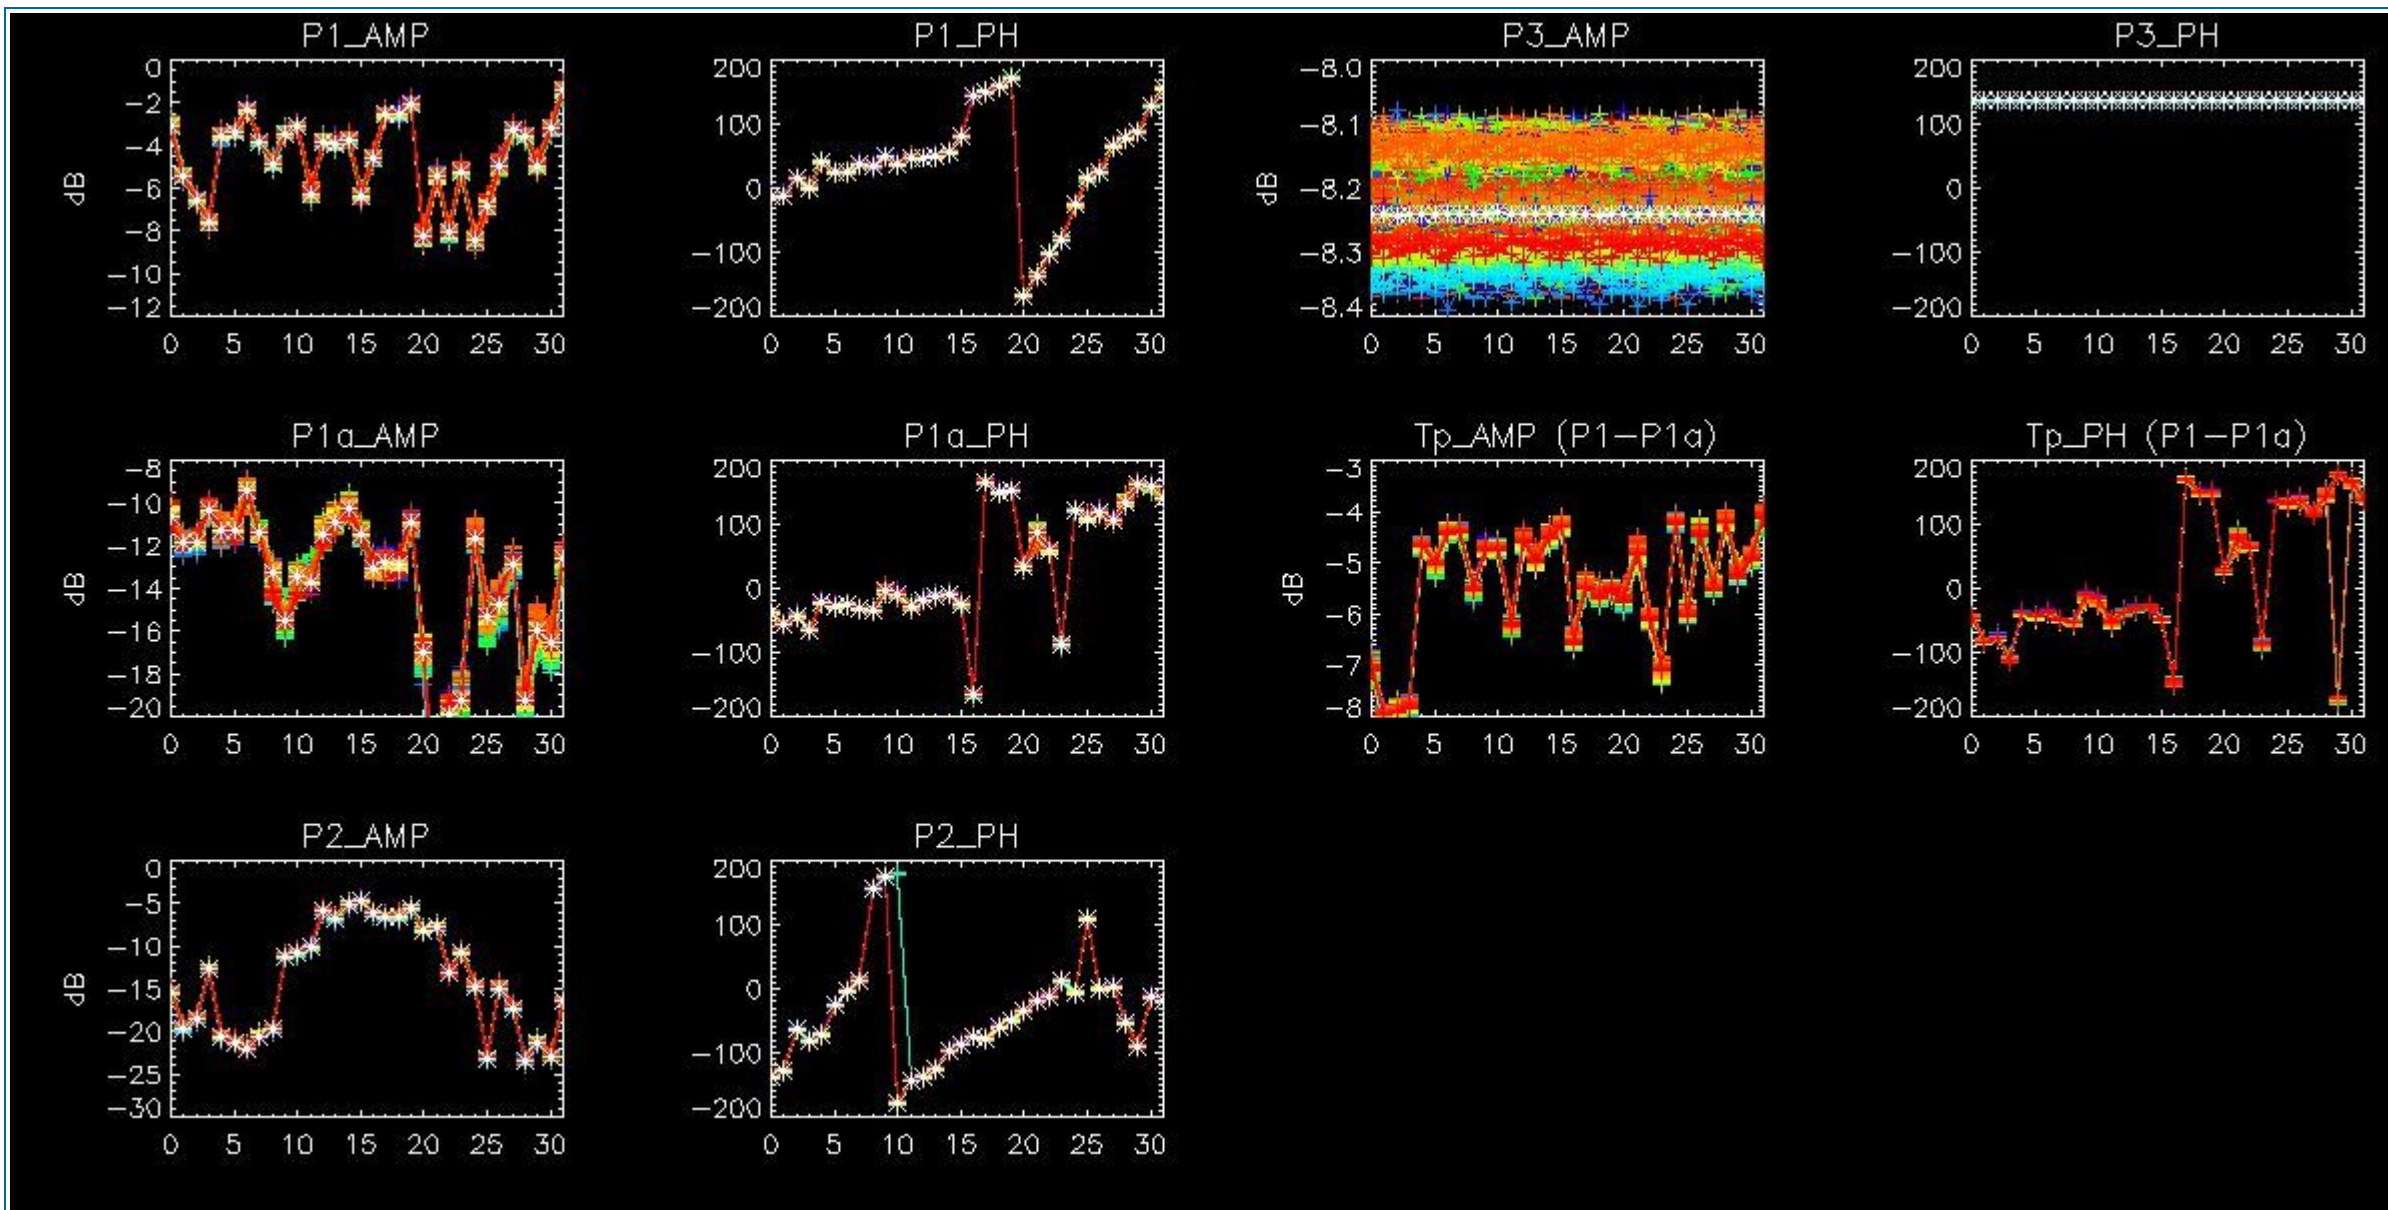 P1_AMP
dB
0
−2
−4
−6
−8
−10
−12
0 5 10 15 20 25 30
P1_PH
200
100
0
−100
−200
0 5 10 15 20 25 30
P3_AMP
dB
−8.0
−8.1
−8.2
−8.3
−8.4
0 5 10 15 20 25 30
P3_PH
200
100
0
−100
−200
0 5 10 15 20 25 30
P1a_AMP
dB
−8
−10
−12
−14
−16
−18
−20
0 5 10 15 20 25 30
P1a_PH
200
100
0
−100
−200
0 5 10 15 20 25 30
Tp_AMP (P1−P1a)
dB
−3
−4
−5
−6
−7
−8
0 5 10 15 20 25 30
Tp_PH (P1−P1a)
200
100
0
−100
−200
0 5 10 15 20 25 30
P2_AMP
dB
0
−5
−10
−15
−20
−25
−30
0 5 10 15 20 25 30
P2_PH
200
100
0
−100
−200
0 5 10 15 20 25 30